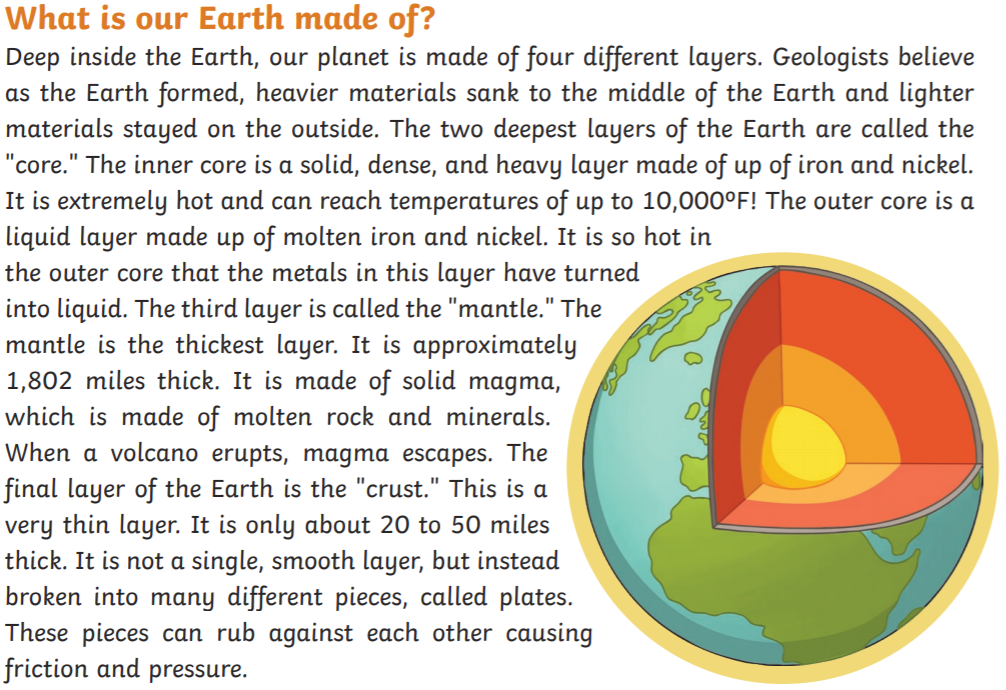 What is our Earth made of?
Deep inside the Earth, our planet is made of four different layers. Geologists believe
as the Earth formed, heavier materials sank to the middle of the Earth and lighter
materials stayed on the outside. The two deepest layers of the Earth are called the
"core." The inner core is a solid, dense, and heavy layer made of up of iron and nickel.
It is extremely hot and can reach temperatures of up to 10,000ºF! The outer core is a
liquid layer made up of molten iron and nickel. It is so hot in
the outer core that the metals in this layer have turned
into liquid. The third layer is called the "mantle." The
mantle is the thickest layer. It is approximately
1,802 miles thick. It is made of solid magma,
which is made of molten rock and minerals.
When a volcano erupts, magma escapes. The
final layer of the Earth is the "crust." This is a
very thin layer. It is only about 20 to 50 miles
thick. It is not a single, smooth layer, but instead
broken into many different pieces, called plates.
These pieces can rub against each other causing
friction and pressure.